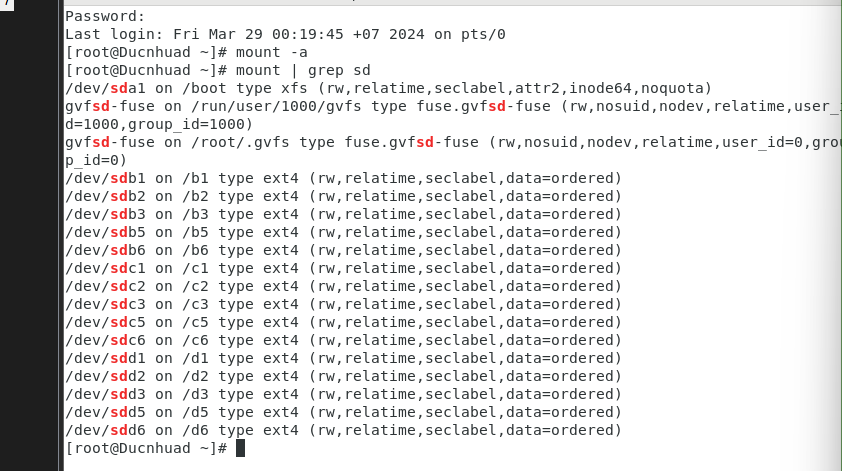 7
Password:
Last login: Fri Mar 29 00:19:45 +07 2024 on pts/0
[root@Ducnhuad ~]# mount -a
[root@Ducnhuad ~]# mount | grep sd
/dev/sda1 on /boot type xfs (rw,relatime,seclabel,attr2,inode64,noquota)
gvfsd-fuse on /run/user/1000/gvfs type fuse.gvfsd-fuse (rw,nosuid,nodev,relatime,user_i
d=1000,group_id=1000)
gvfsd-fuse on /root/.gvfs type fuse.gvfsd-fuse (rw,nosuid,nodev,relatime,user_id=0,grou
p_id=0)
/dev/sdb1 on /b1 type ext4 (rw,relatime,seclabel,data=ordered)
/dev/sdb2 on /b2 type ext4 (rw,relatime,seclabel,data=ordered)
/dev/sdb3 on /b3 type ext4 (rw,relatime,seclabel,data=ordered)
/dev/sdb5 on /b5 type ext4 (rw,relatime,seclabel,data=ordered)
/dev/sdb6 on /b6 type ext4 (rw,relatime,seclabel,data=ordered)
/dev/sdc1 on /c1 type ext4 (rw,relatime,seclabel,data=ordered)
/dev/sdc2 on /c2 type ext4 (rw,relatime,seclabel,data=ordered)
/dev/sdc3 on /c3 type ext4 (rw,relatime,seclabel,data=ordered)
/dev/sdc5 on /c5 type ext4 (rw,relatime,seclabel,data=ordered)
/dev/sdc6 on /c6 type ext4 (rw,relatime,seclabel,data=ordered)
/dev/sdd1 on /d1 type ext4 (rw,relatime,seclabel,data=ordered)
/dev/sdd2 on /d2 type ext4 (rw,relatime,seclabel,data=ordered)
/dev/sdd3 on /d3 type ext4 (rw,relatime,seclabel,data=ordered)
/dev/sdd5 on /d5 type ext4 (rw,relatime,seclabel,data=ordered)
/dev/sdd6 on /d6 type ext4 (rw,relatime,seclabel,data=ordered)
[root@Ducnhuad ~]#